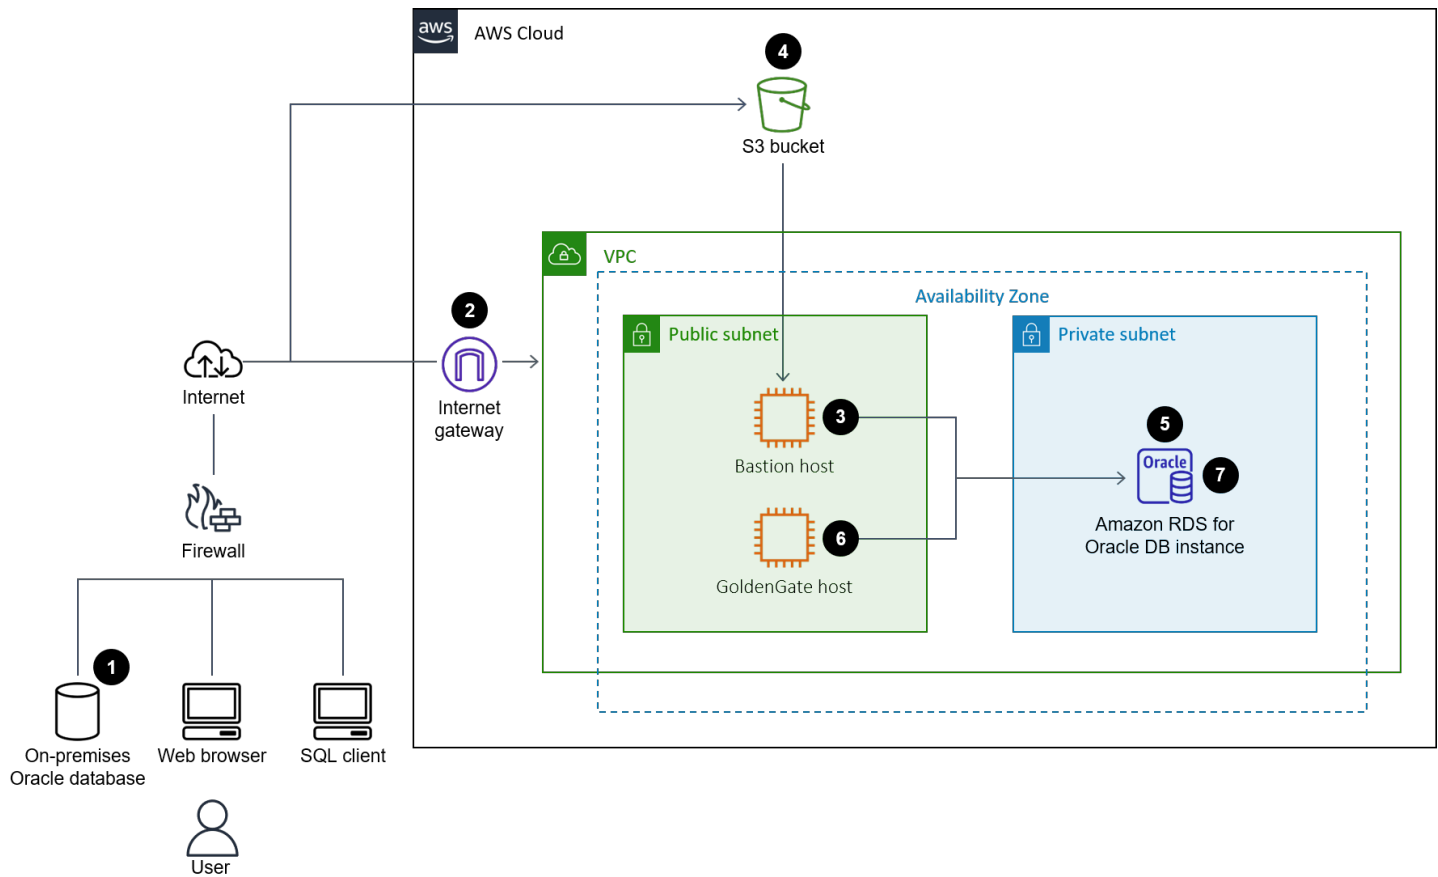 aws
AWS Cloud
4
S3 bucket
VPC
Availability Zone
2
Public subnet
Private subnet
Internet
Internet
gateway
3
5
Oracle
7
Bastion host
Amazon RDS for
Oracle DB instance
6
GoldenGate host
Firewall
1
On-premises
Oracle database
Web browser
SQL client
User